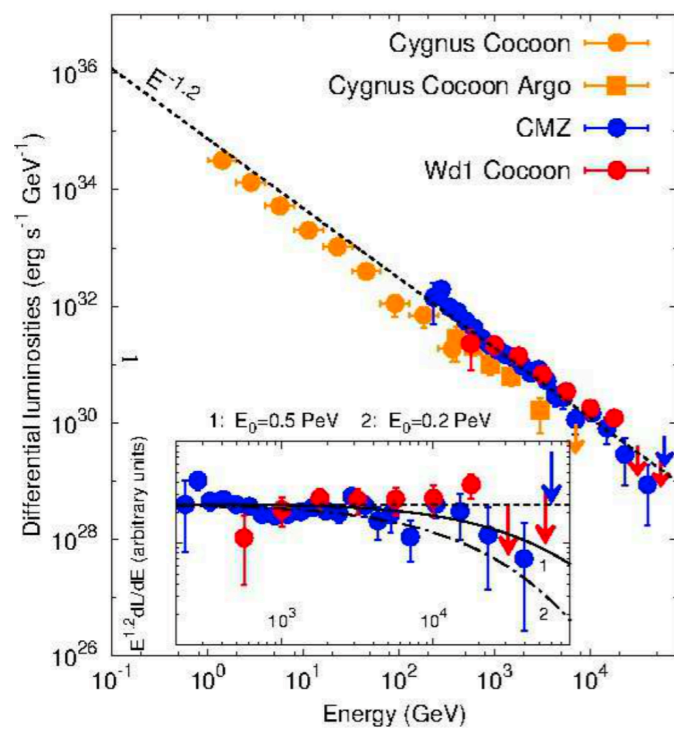 Cygnus Cocoon
Cygnus Cocoon Argo
CMZ
Wd1 Cocoon
E^-1.2
Differential luminosities (erg s^-1 GeV^-1)
10^36
10^34
10^32
10^30
10^28
10^26
1
1: E_0=0.5 PeV 2: E_0=0.2 PeV
-E^1.2 dL/dE (arbitrary units)
1
2
10^3 10^4
10^-1 10^0 10^1 10^2 10^3 10^4
Energy (GeV)